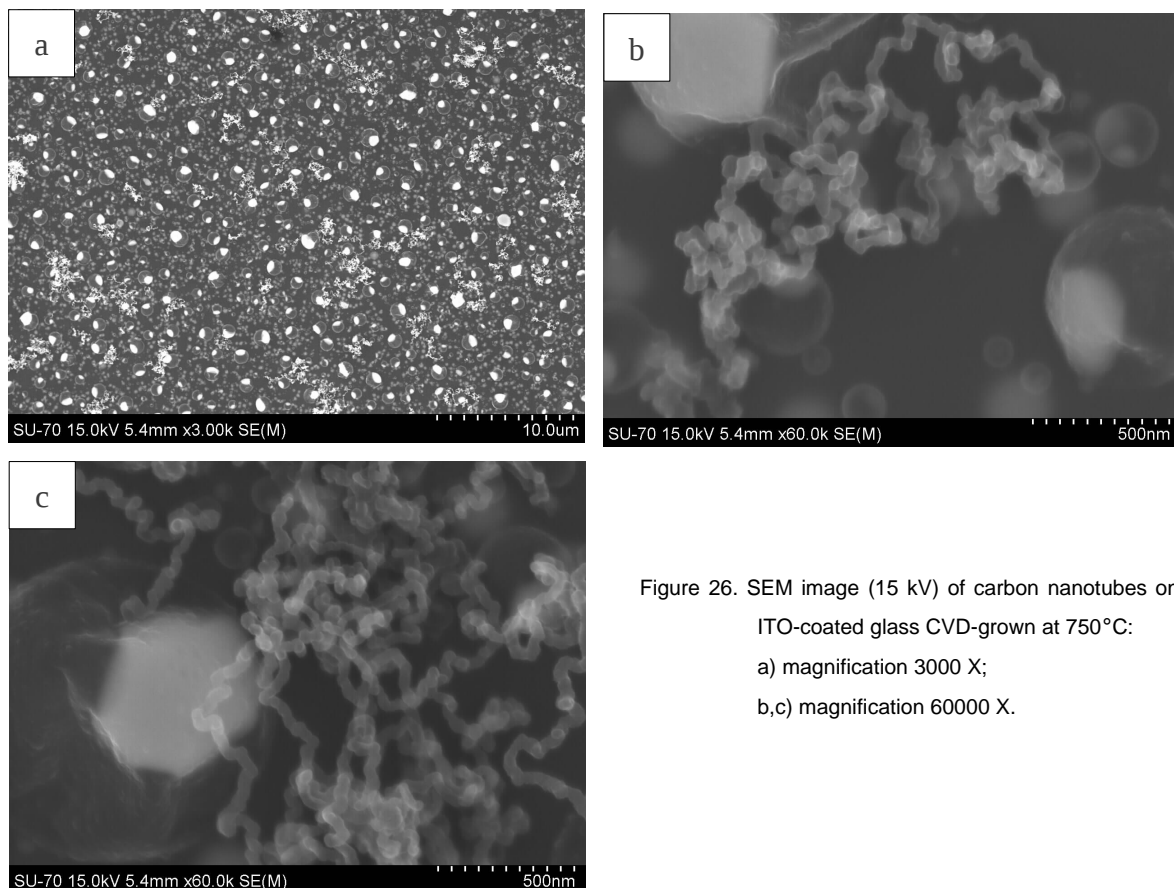 a
SU-70 15.0kV 5.4mm x3.00k SE(M)
10.0um
b
SU-70 15.0kV 5.4mm x60.0k SE(M)
500nm
c
SU-70 15.0kV 5.4mm x60.0k SE(M)
500nm
Figure 26. SEM image (15 kV) of carbon nanotubes on
ITO-coated glass CVD-grown at 750°C:
a) magnification 3000 X;
b,c) magnification 60000 X.